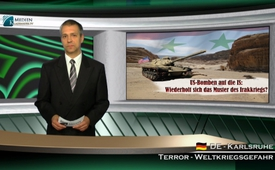 US-Bomben auf die IS:
Wiederholt sich das Muster des Irakkriegs?
DE - Karlsruhe
Terror - Weltkriegsgefahr